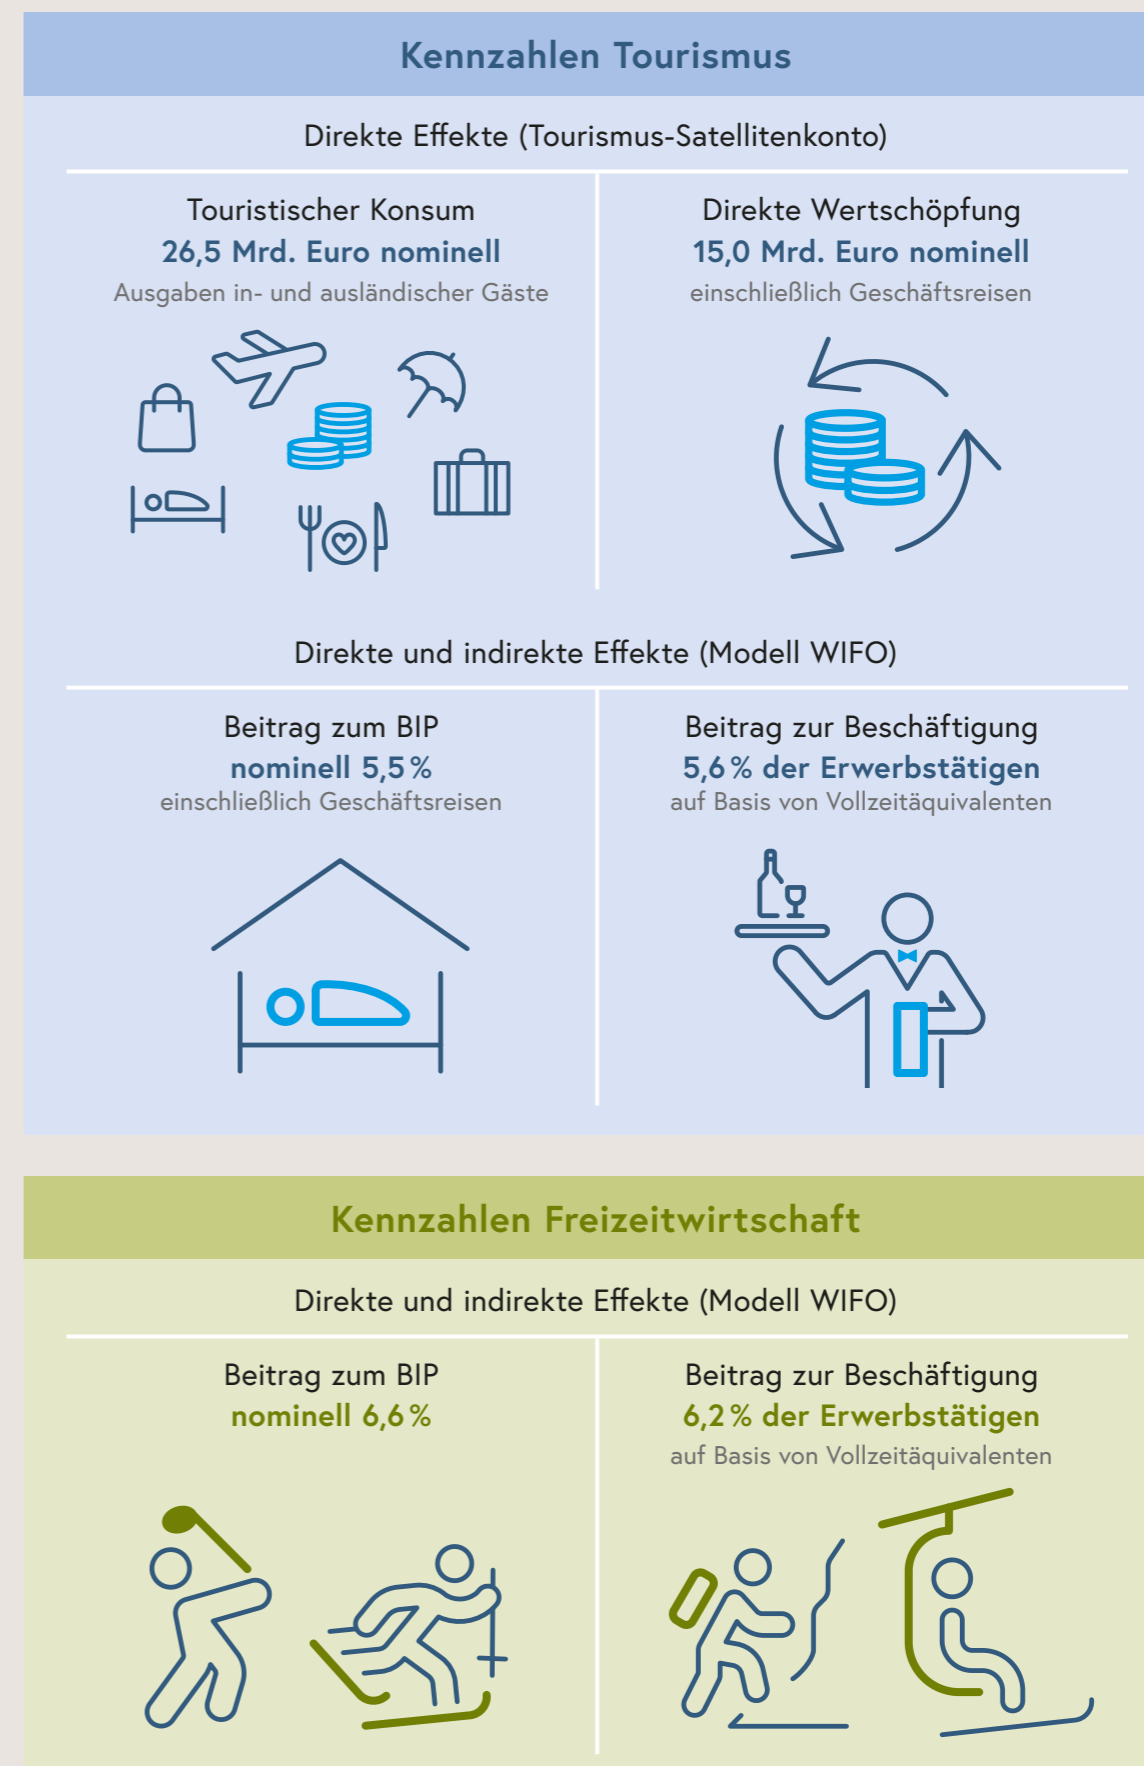 Kennzahlen Tourismus
Direkte Effekte (Tourismus-Satellitenkonto)
Touristischer Konsum
26,5 Mrd. Euro nominell
Ausgaben in- und ausländischer Gäste
Direkte Wertschöpfung
15,0 Mrd. Euro nominell
einschließlich Geschäftsreisen
Direkte und indirekte Effekte (Modell WIFO)
Beitrag zum BIP
nominell 5,5 %
einschließlich Geschäftsreisen
Beitrag zur Beschäftigung
5,6 % der Erwerbstätigen
auf Basis von Vollzeitäquivalenten
Kennzahlen Freizeitwirtschaft
Direkte und indirekte Effekte (Modell WIFO)
Beitrag zum BIP
nominell 6,6 %
Beitrag zur Beschäftigung
6,2 % der Erwerbstätigen
auf Basis von Vollzeitäquivalenten